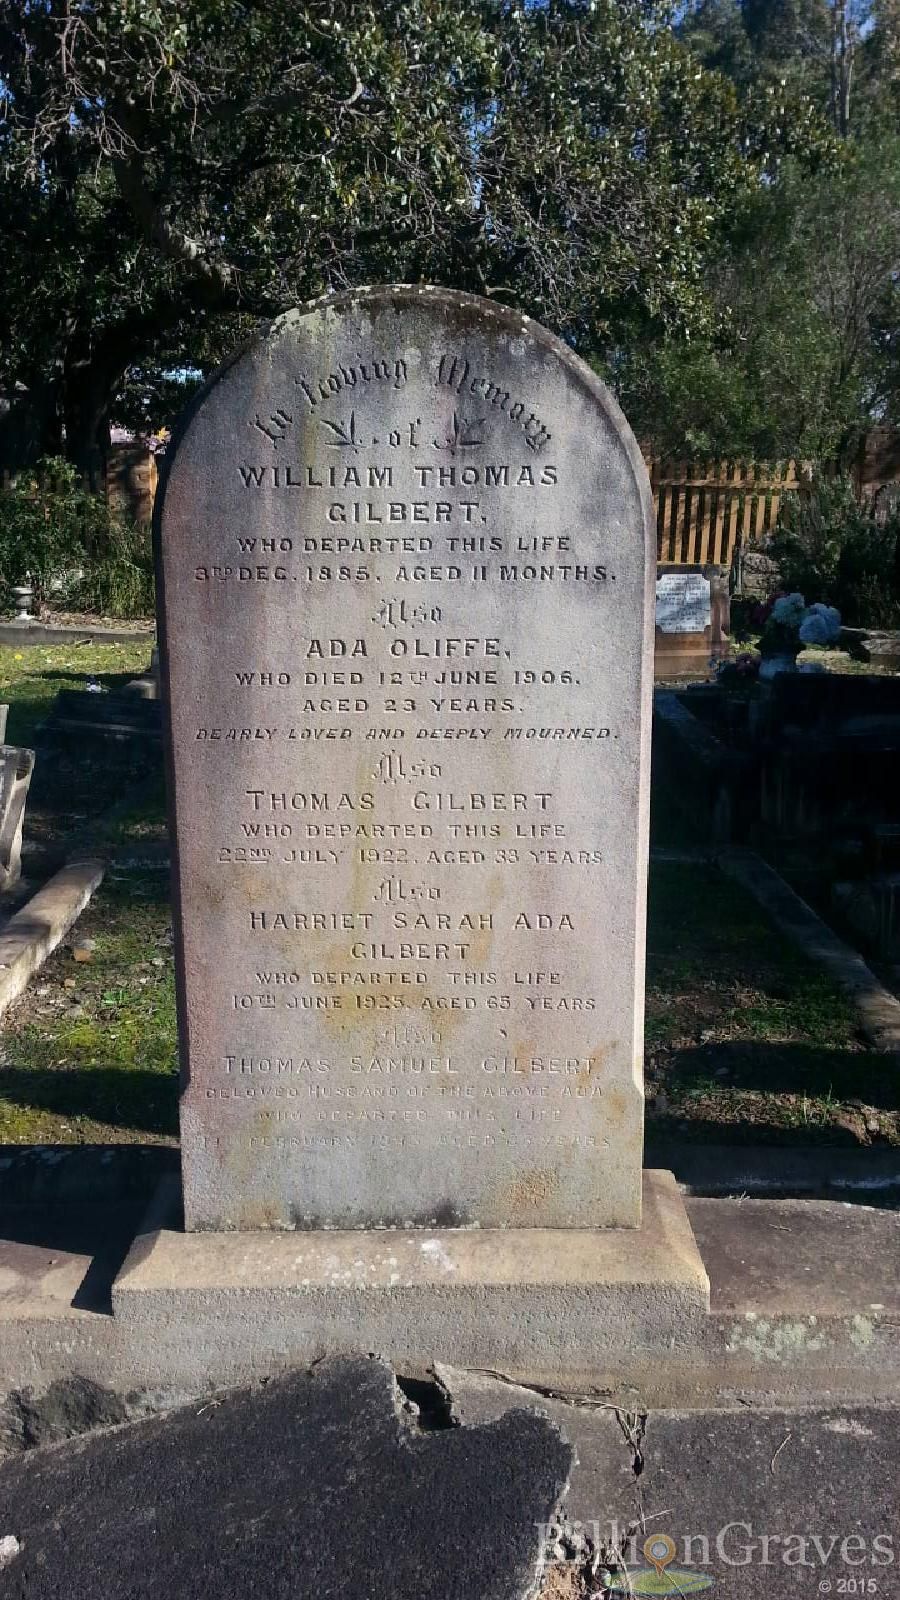 In Loving Memory
of
WILLIAM THOMAS
GILBERT,
WHO DEPARTED THIS LIFE
3RD DEC. 1885, AGED 11 MONTHS.
Also
ADA OLIFFE,
WHO DIED 12TH JUNE 1906,
AGED 23 YEARS.
DEARLY LOVED AND DEEPLY MOURNED.
Also
THOMAS GILBERT
WHO DEPARTED THIS LIFE
22ND JULY 1922, AGED 33 YEARS
Also
HARRIET SARAH ADA
GILBERT
WHO DEPARTED THIS LIFE
10TH JUNE 1925, AGED 65 YEARS
Also
THOMAS SAMUEL GILBERT
BELOVED HUSBAND OF THE ABOVE ADA
WHO DEPARTED THIS LIFE
FEBRUARY AGED YEARS
BillionGraves
© 2015